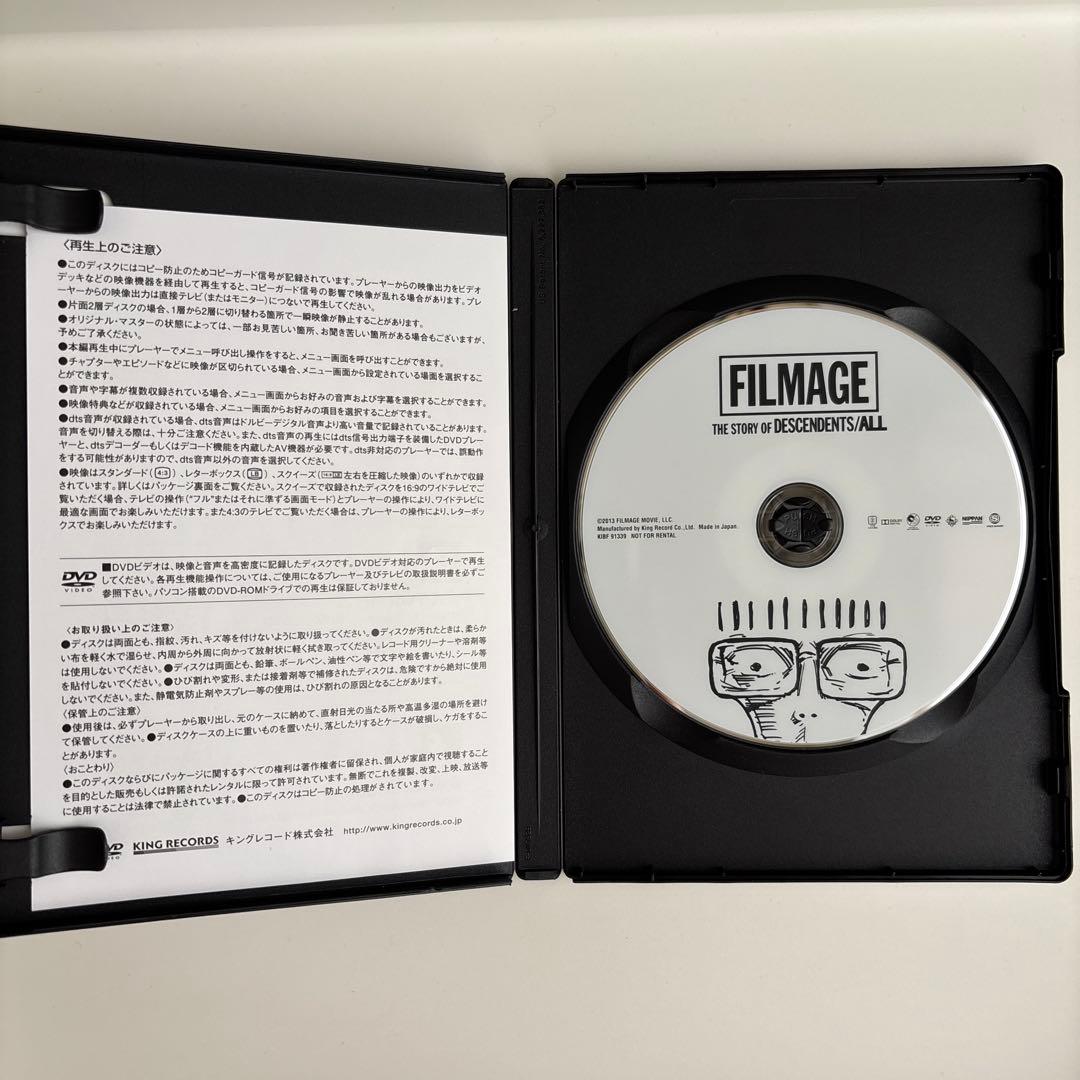 〈再生上のご注意〉
●このディスクにはコピー防止のためコピーガード信号が記録されています。プレーヤーからの映像出力をビデオ
デッキなどの映像機器を経由して再生すると、コピーガード信号の影響で映像が乱れる場合があります。プレ
ーヤーからの映像出力は直接テレビ(またはモニター)につないで再生してください。
●片面2層ディスクの場合、1層から2層に切り替わる箇所で一瞬映像が静止することがあります。
●オリジナル・マスターの状態によっては、一部お見苦しい箇所、お聞き苦しい箇所がある場合もございますが、
予めご了承ください。
●本編再生中にプレーヤーでメニュー呼び出し操作をすると、メニュー画面を呼び出すことができます。
●チャプターやエピソードなどに映像が区切られている場合、メニュー画面から設定されている場面を選択するこ
とができます。
●音声や字幕が複数収録されている場合、メニュー画面からお好みの音声および字幕を選択することができます。
●映像特典などが収録されている場合、メニュー画面からお好みの項目を選択することができます。
●dts音声が収録されている場合、dts音声はドルビーデジタル音声より高い音量で記録されていることがあります。
音声を切り替える際は、十分ご注意ください。また、dts音声の再生にはdts信号出力端子を装備したDVDプレーヤ
ーと、dtsデコーダーもしくはデコード機能を内蔵したAV機器が必要です。dts非対応のプレーヤーでは、誤動作
をする可能性がありますので、dts音声以外の音声を選択してください。
●映像はスタンダード(4:3)、レターボックス(LB)、スクイーズ(16:9 LB左右を圧縮した映像)のいずれかで収録
されています。詳しくはパッケージ裏面をご覧ください。スクイーズで収録されたディスクを16:9のワイドテレビで
ご覧いただく場合、テレビの操作("フル"またはそれに準ずる画面モード)とプレーヤーの操作により、ワイドテレビに
最適な画面でお楽しみいただけます。また4:3のテレビでご覧いただく場合は、プレーヤーの操作により、レターボッ
クスでお楽しみいただけます。
DVD VIDEO
■DVDビデオは、映像と音声を高密度に記録したディスクです。DVDビデオ対応のプレーヤーで再生
してください。各再生機能操作については、ご使用になるプレーヤー及びテレビの取扱説明書を必ずご
参照下さい。パソコン搭載のDVD-ROMドライブでの再生は保証しておりません。
〈お取り扱い上のご注意〉
●ディスクは両面とも、指紋、汚れ、キズ等を付けないように取り扱ってください。●ディスクが汚れたときは、柔らか
い布を軽く水で湿らせ、内周から外周に向かって放射状に軽く拭き取ってください。レコード用クリーナーや溶剤等
は使用しないでください。●ディスクは両面とも、鉛筆、ボールペン、油性ペン等で文字や絵を書いたり、シール等
を貼付しないでください。●ひび割れや変形、または接着剤等で補修されたディスクは、危険ですから絶対に使用
しないでください。また、静電気防止剤やスプレー等の使用は、ひび割れの原因となることがあります。
〈保管上のご注意〉
●使用後は、必ずプレーヤーから取り出し、元のケースに納めて、直射日光の当たる所や高温多湿の場所を避け
て保管してください。●ディスクケースの上に重いものを置いたり、落としたりするとケースが破損し、ケガをするこ
とがあります。
〈おことわり〉
●このディスクならびにパッケージに関するすべての権利は著作権者に留保され、個人が家庭内で視聴すること
を目的とした販売もしくは許諾されたレンタルに限って許可されています。無断でこれを複製、改変、上映、放送等
に使用することは法律で禁止されています。●このディスクはコピー防止の処理がされています。
KING RECORDS キングレコード株式会社 http://www.kingrecords.co.jp
FILMAGE
THE STORY OF DESCENDENTS/ALL
©2013 FILMAGE MOVIE, LLC.
Manufactured by King Record Co.,Ltd. Made in Japan.
KIBF 91339 NOT FOR RENTAL
DOLBY
DVD
NIPPAN